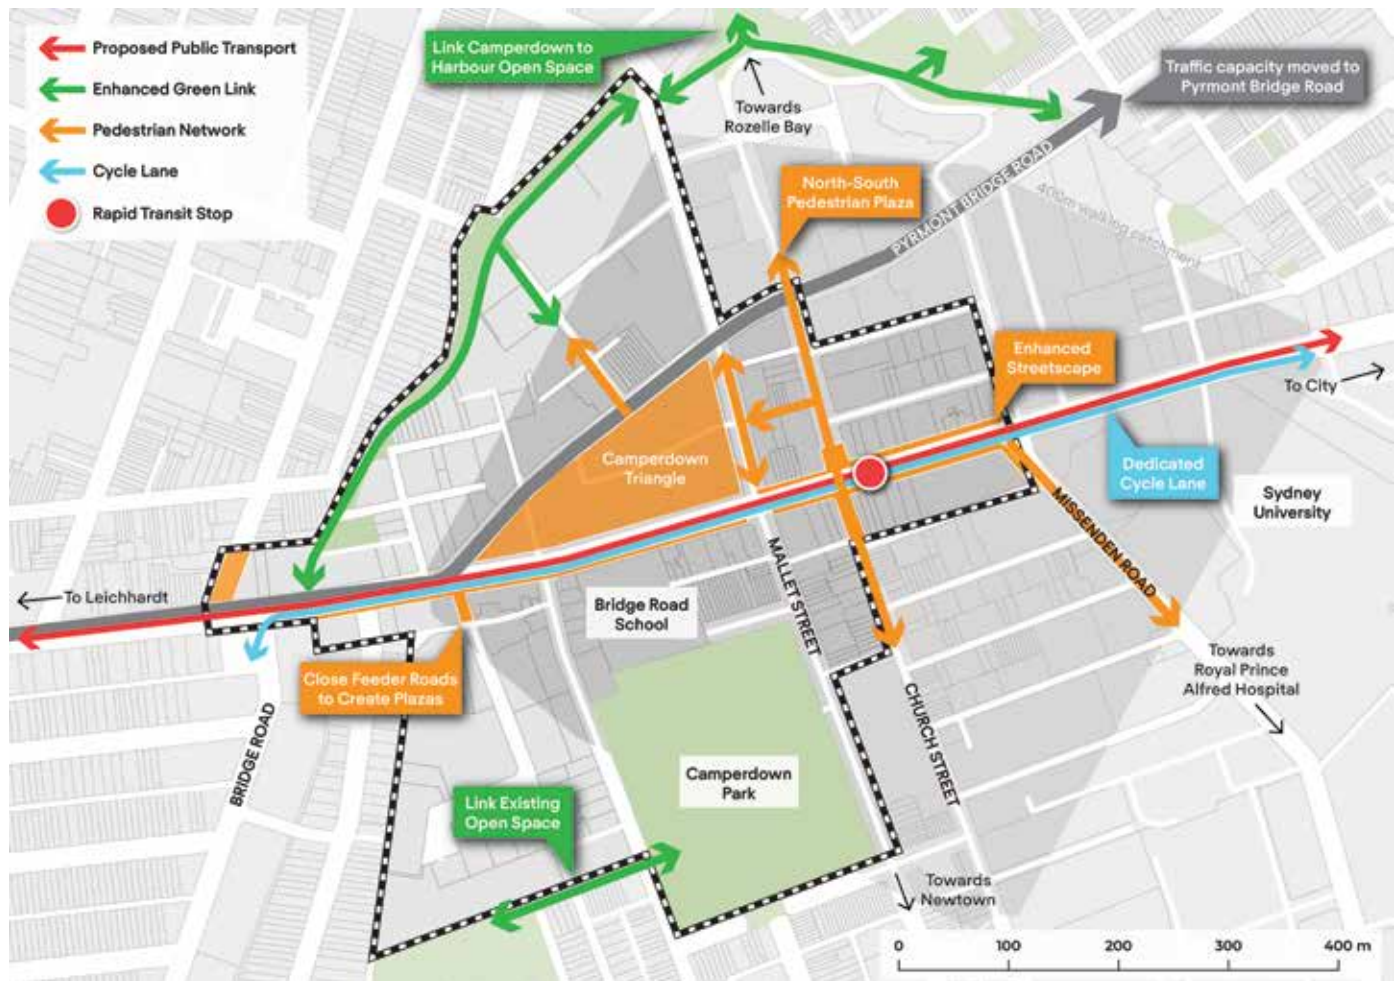 Proposed Public Transport
Enhanced Green Link
Pedestrian Network
Cycle Lane
Rapid Transit Stop
Link Camperdown to
Harbour Open Space
Towards
Rozelle Bay
Traffic capacity moved to
Pyrmont Bridge Road
North-South
Pedestrian Plaza
PYRMONT BRIDGE ROAD
400m walking catchment
Enhanced
Streetscape
To City
Camperdown
Triangle
Dedicated
Cycle Lane
Sydney
University
MISSENDEN ROAD
To Leichhardt
Bridge Road
School
MALLET STREET
Close Feeder Roads
to Create Plazas
Towards
Royal Prince
Alfred Hospital
BRIDGE ROAD
CHURCH STREET
Camperdown
Park
Link Existing
Open Space
Towards
Newtown
0 100 200 300 400 m